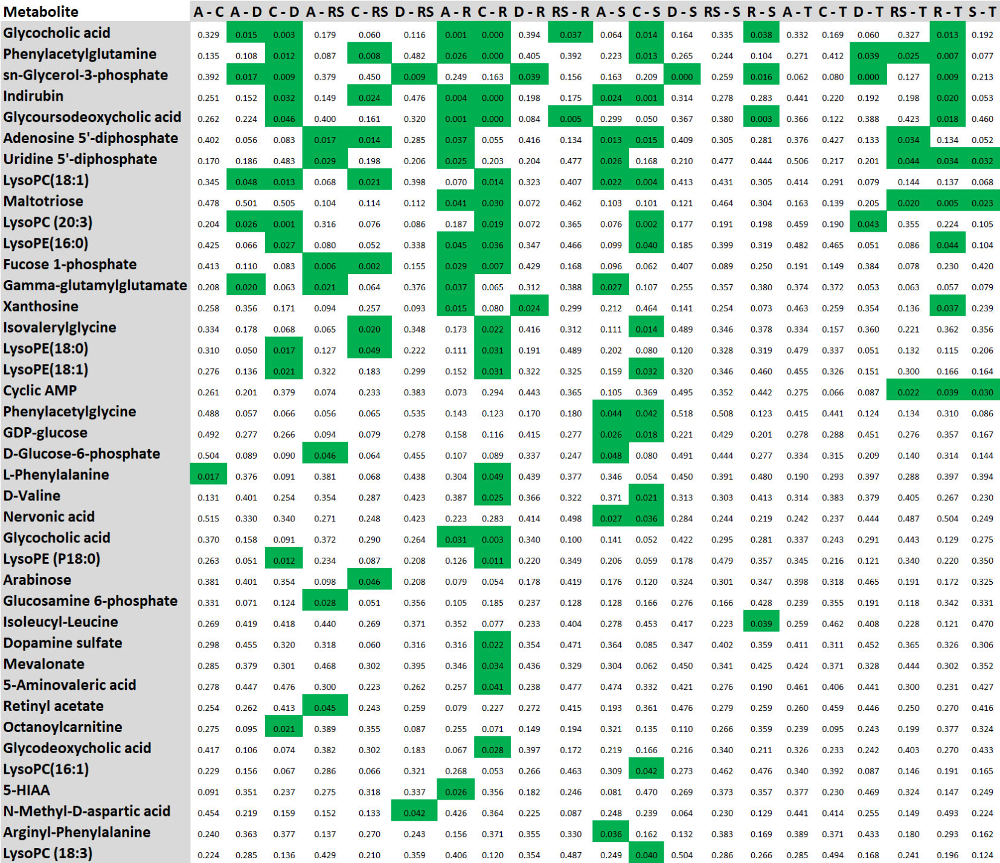 Metabolite A - C A - D C - D A - RS C - RS D - RS A - R C - R D - R RS - R A - S C - S D - S RS - S R - S A - T C - T D - T RS - T R - T S - T
Glycocholic acid 0.329 0.015 0.003 0.179 0.060 0.116 0.001 0.000 0.394 0.037 0.064 0.014 0.164 0.335 0.038 0.332 0.169 0.060 0.327 0.013 0.192
Phenylacetylglutamine 0.135 0.108 0.012 0.087 0.008 0.482 0.026 0.000 0.405 0.392 0.223 0.013 0.265 0.244 0.104 0.271 0.412 0.039 0.025 0.007 0.077
sn-Glycerol-3-phosphate 0.392 0.017 0.009 0.379 0.450 0.009 0.249 0.163 0.039 0.156 0.163 0.209 0.000 0.259 0.016 0.062 0.080 0.000 0.127 0.009 0.213
Indirubin 0.251 0.152 0.032 0.149 0.024 0.476 0.004 0.000 0.198 0.175 0.024 0.001 0.314 0.278 0.283 0.441 0.220 0.192 0.198 0.020 0.053
Glycoursodeoxycholic acid 0.262 0.224 0.046 0.400 0.161 0.320 0.001 0.000 0.084 0.005 0.299 0.050 0.367 0.380 0.003 0.366 0.122 0.388 0.423 0.018 0.460
Adenosine 5'-diphosphate 0.402 0.056 0.083 0.017 0.014 0.285 0.037 0.055 0.416 0.134 0.013 0.015 0.409 0.305 0.281 0.376 0.427 0.133 0.034 0.134 0.052
Uridine 5'-diphosphate 0.170 0.186 0.483 0.029 0.198 0.206 0.025 0.203 0.204 0.477 0.026 0.168 0.210 0.477 0.444 0.506 0.217 0.201 0.044 0.034 0.032
LysoPC(18:1) 0.345 0.048 0.013 0.068 0.021 0.398 0.070 0.014 0.323 0.407 0.022 0.004 0.413 0.431 0.305 0.414 0.291 0.079 0.144 0.137 0.068
Maltotriose 0.478 0.501 0.505 0.104 0.114 0.112 0.041 0.030 0.072 0.462 0.103 0.101 0.121 0.464 0.304 0.163 0.139 0.205 0.020 0.005 0.023
LysoPC (20:3) 0.204 0.026 0.001 0.316 0.076 0.086 0.187 0.019 0.072 0.365 0.076 0.002 0.177 0.191 0.198 0.459 0.190 0.043 0.355 0.224 0.105
LysoPE(16:0) 0.425 0.066 0.027 0.080 0.052 0.338 0.045 0.036 0.347 0.466 0.099 0.040 0.185 0.399 0.319 0.482 0.465 0.051 0.086 0.044 0.104
Fucose 1-phosphate 0.413 0.110 0.083 0.006 0.002 0.155 0.029 0.007 0.429 0.168 0.096 0.062 0.407 0.089 0.250 0.191 0.149 0.384 0.078 0.230 0.420
Gamma-glutamylglutamate 0.208 0.020 0.063 0.021 0.064 0.376 0.037 0.065 0.312 0.388 0.027 0.107 0.255 0.357 0.380 0.374 0.372 0.053 0.063 0.057 0.079
Xanthosine 0.258 0.356 0.171 0.094 0.257 0.093 0.015 0.080 0.024 0.299 0.212 0.464 0.141 0.254 0.073 0.463 0.259 0.354 0.136 0.037 0.239
Isovalerylglycine 0.334 0.178 0.068 0.065 0.020 0.348 0.173 0.022 0.416 0.312 0.111 0.014 0.489 0.346 0.378 0.334 0.157 0.360 0.221 0.362 0.356
LysoPE(18:0) 0.310 0.050 0.017 0.127 0.049 0.222 0.111 0.031 0.191 0.489 0.202 0.080 0.120 0.328 0.319 0.479 0.337 0.051 0.132 0.115 0.206
LysoPE(18:1) 0.276 0.136 0.021 0.322 0.183 0.299 0.152 0.031 0.322 0.325 0.159 0.032 0.320 0.346 0.460 0.455 0.326 0.151 0.300 0.166 0.164
Cyclic AMP 0.261 0.201 0.379 0.074 0.233 0.383 0.073 0.294 0.443 0.365 0.105 0.369 0.495 0.352 0.442 0.275 0.066 0.087 0.022 0.039 0.030
Phenylacetylglycine 0.488 0.057 0.066 0.056 0.065 0.535 0.143 0.123 0.170 0.180 0.044 0.042 0.518 0.508 0.123 0.415 0.441 0.124 0.134 0.310 0.086
GDP-glucose 0.492 0.277 0.266 0.094 0.079 0.278 0.158 0.116 0.415 0.277 0.026 0.018 0.221 0.429 0.201 0.278 0.288 0.451 0.276 0.357 0.167
D-Glucose-6-phosphate 0.504 0.089 0.090 0.046 0.064 0.455 0.107 0.089 0.337 0.247 0.048 0.080 0.491 0.444 0.277 0.334 0.315 0.209 0.140 0.314 0.144
L-Phenylalanine 0.017 0.376 0.091 0.381 0.068 0.438 0.304 0.049 0.439 0.377 0.346 0.054 0.450 0.391 0.480 0.190 0.293 0.397 0.288 0.397 0.394
D-Valine 0.131 0.401 0.254 0.354 0.287 0.423 0.387 0.025 0.366 0.322 0.371 0.021 0.313 0.303 0.413 0.314 0.383 0.379 0.405 0.267 0.230
Nervonic acid 0.515 0.330 0.340 0.271 0.248 0.423 0.223 0.283 0.414 0.498 0.027 0.036 0.284 0.244 0.219 0.242 0.237 0.444 0.487 0.504 0.249
Glycocholic acid 0.370 0.158 0.091 0.372 0.290 0.264 0.031 0.003 0.340 0.100 0.141 0.052 0.422 0.295 0.281 0.337 0.243 0.291 0.443 0.129 0.275
LysoPE (P18:0) 0.263 0.051 0.012 0.234 0.087 0.208 0.126 0.011 0.220 0.349 0.206 0.059 0.178 0.479 0.357 0.345 0.216 0.121 0.340 0.220 0.350
Arabinose 0.381 0.401 0.354 0.098 0.046 0.208 0.079 0.054 0.178 0.419 0.176 0.120 0.324 0.301 0.347 0.398 0.318 0.465 0.191 0.172 0.325
Glucosamine 6-phosphate 0.331 0.071 0.124 0.028 0.051 0.356 0.105 0.185 0.237 0.128 0.128 0.166 0.276 0.166 0.428 0.239 0.355 0.191 0.118 0.342 0.331
Isoleucyl-Leucine 0.269 0.419 0.418 0.440 0.269 0.371 0.352 0.077 0.233 0.404 0.278 0.453 0.417 0.223 0.039 0.259 0.462 0.408 0.228 0.121 0.470
Dopamine sulfate 0.298 0.455 0.320 0.318 0.060 0.316 0.316 0.022 0.354 0.471 0.364 0.085 0.347 0.402 0.359 0.411 0.311 0.452 0.365 0.326 0.306
Mevalonate 0.285 0.379 0.301 0.468 0.302 0.395 0.346 0.034 0.436 0.329 0.304 0.062 0.450 0.341 0.425 0.424 0.371 0.328 0.444 0.302 0.352
5-Aminovaleric acid 0.278 0.447 0.476 0.300 0.223 0.262 0.257 0.041 0.238 0.477 0.474 0.332 0.421 0.276 0.190 0.461 0.406 0.441 0.300 0.231 0.427
Retinyl acetate 0.254 0.262 0.413 0.045 0.243 0.259 0.079 0.227 0.272 0.415 0.193 0.361 0.476 0.279 0.259 0.260 0.459 0.446 0.250 0.270 0.416
Octanoylcarnitine 0.275 0.095 0.021 0.389 0.355 0.087 0.255 0.071 0.149 0.194 0.321 0.135 0.110 0.266 0.359 0.239 0.095 0.243 0.199 0.377 0.324
Glycodeoxycholic acid 0.417 0.106 0.074 0.382 0.302 0.183 0.067 0.028 0.397 0.172 0.219 0.166 0.216 0.340 0.211 0.326 0.233 0.242 0.403 0.270 0.433
LysoPC(16:1) 0.229 0.156 0.067 0.286 0.066 0.321 0.268 0.053 0.266 0.463 0.309 0.042 0.273 0.462 0.476 0.340 0.392 0.087 0.146 0.191 0.165
5-HIAA 0.091 0.351 0.237 0.275 0.318 0.337 0.026 0.356 0.182 0.246 0.081 0.470 0.269 0.373 0.357 0.377 0.230 0.469 0.324 0.147 0.249
N-Methyl-D-aspartic acid 0.454 0.219 0.159 0.152 0.133 0.042 0.426 0.364 0.225 0.087 0.248 0.239 0.064 0.230 0.129 0.441 0.414 0.255 0.149 0.493 0.224
Arginyl-Phenylalanine 0.240 0.363 0.377 0.137 0.270 0.243 0.156 0.371 0.355 0.330 0.036 0.162 0.132 0.383 0.169 0.389 0.371 0.433 0.180 0.293 0.162
LysoPC (18:3) 0.224 0.285 0.136 0.429 0.210 0.359 0.406 0.120 0.354 0.487 0.249 0.040 0.504 0.286 0.266 0.285 0.494 0.168 0.241 0.196 0.124